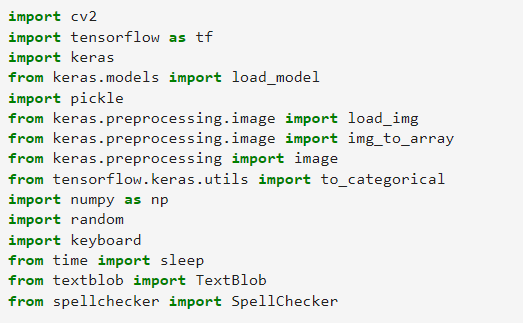 import cv2
import tensorflow as tf
import keras
from keras.models import load_model
import pickle
from keras.preprocessing.image import load_img
from keras.preprocessing.image import img_to_array
from keras.preprocessing import image
from tensorflow.keras.utils import to_categorical
import numpy as np
import random
import keyboard
from time import sleep
from textblob import TextBlob
from spellchecker import SpellChecker